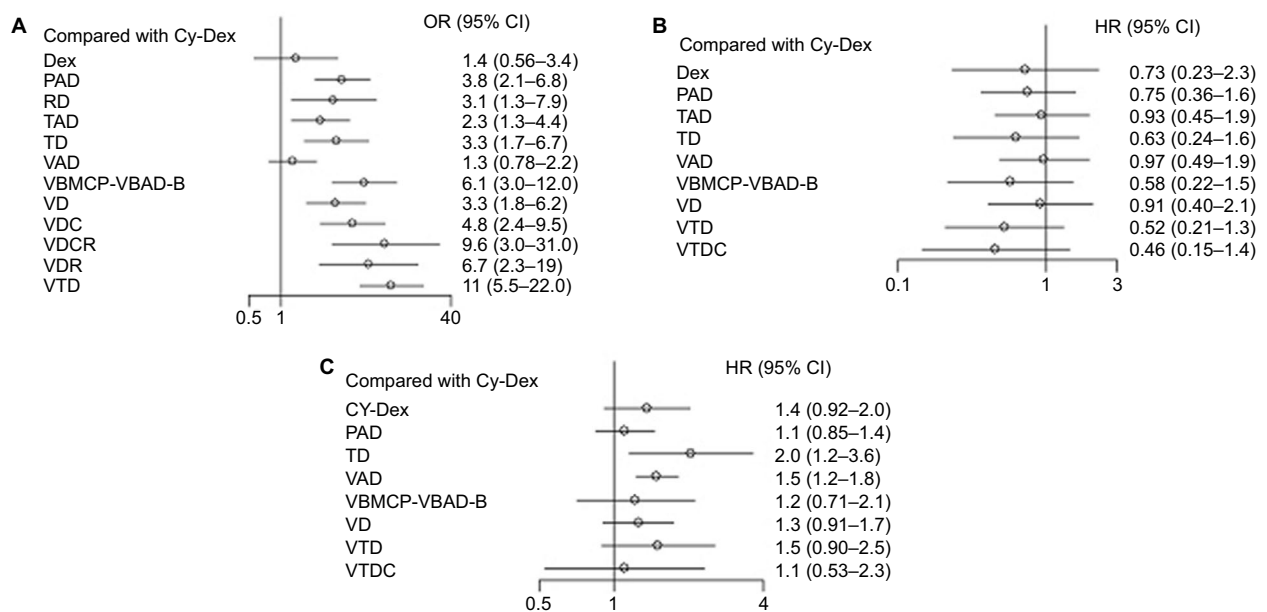 A
Compared with Cy-Dex OR (95% CI)
Dex 1.4 (0.56–3.4)
PAD 3.8 (2.1–6.8)
RD 3.1 (1.3–7.9)
TAD 2.3 (1.3–4.4)
TD 3.3 (1.7–6.7)
VAD 1.3 (0.78–2.2)
VBMCP-VBAD-B 6.1 (3.0–12.0)
VD 3.3 (1.8–6.2)
VDC 4.8 (2.4–9.5)
VDCR 9.6 (3.0–31.0)
VDR 6.7 (2.3–19)
VTD 11 (5.5–22.0)
0.5 1 40
B
Compared with Cy-Dex HR (95% CI)
Dex 0.73 (0.23–2.3)
PAD 0.75 (0.36–1.6)
TAD 0.93 (0.45–1.9)
TD 0.63 (0.24–1.6)
VAD 0.97 (0.49–1.9)
VBMCP-VBAD-B 0.58 (0.22–1.5)
VD 0.91 (0.40–2.1)
VTD 0.52 (0.21–1.3)
VTDC 0.46 (0.15–1.4)
0.1 1 3
C
Compared with Cy-Dex HR (95% CI)
CY-Dex 1.4 (0.92–2.0)
PAD 1.1 (0.85–1.4)
TD 2.0 (1.2–3.6)
VAD 1.5 (1.2–1.8)
VBMCP-VBAD-B 1.2 (0.71–2.1)
VD 1.3 (0.91–1.7)
VTD 1.5 (0.90–2.5)
VTDC 1.1 (0.53–2.3)
0.5 1 4